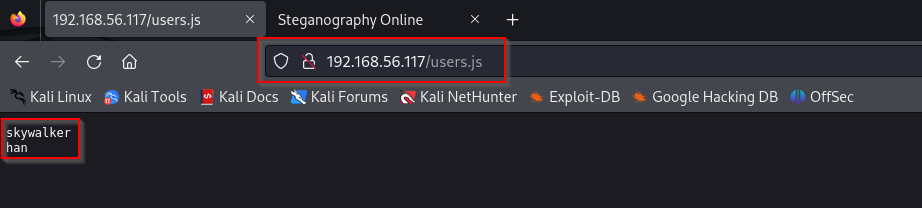 192.168.56.117/users.js
Steganography Online
192.168.56.117/users.js
Kali Linux
Kali Tools
Kali Docs
Kali Forums
Kali NetHunter
Exploit-DB
Google Hacking DB
OffSec
skywalker
han